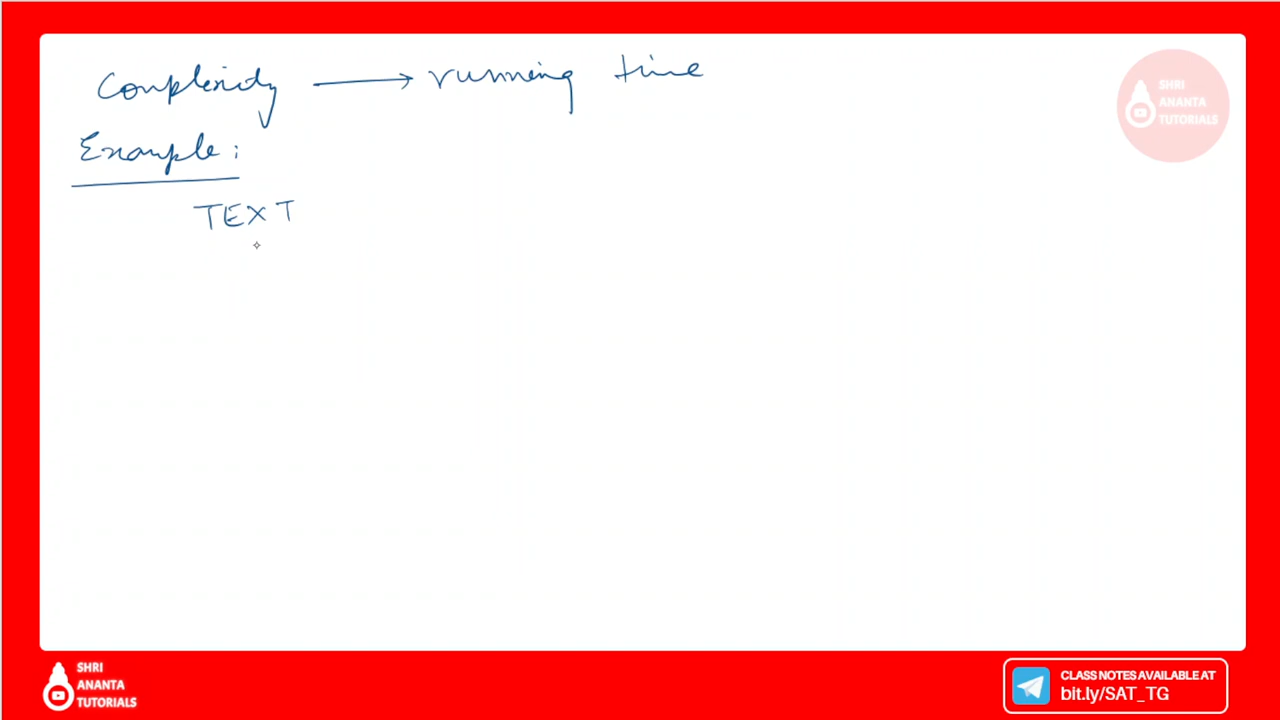 Complexity → running time
SHRI
ANANTA
TUTORIALS
Example:
TEXT
SHRI
ANANTA
TUTORIALS
CLASS NOTES AVAILABLE AT
bit.ly/SAT_TG